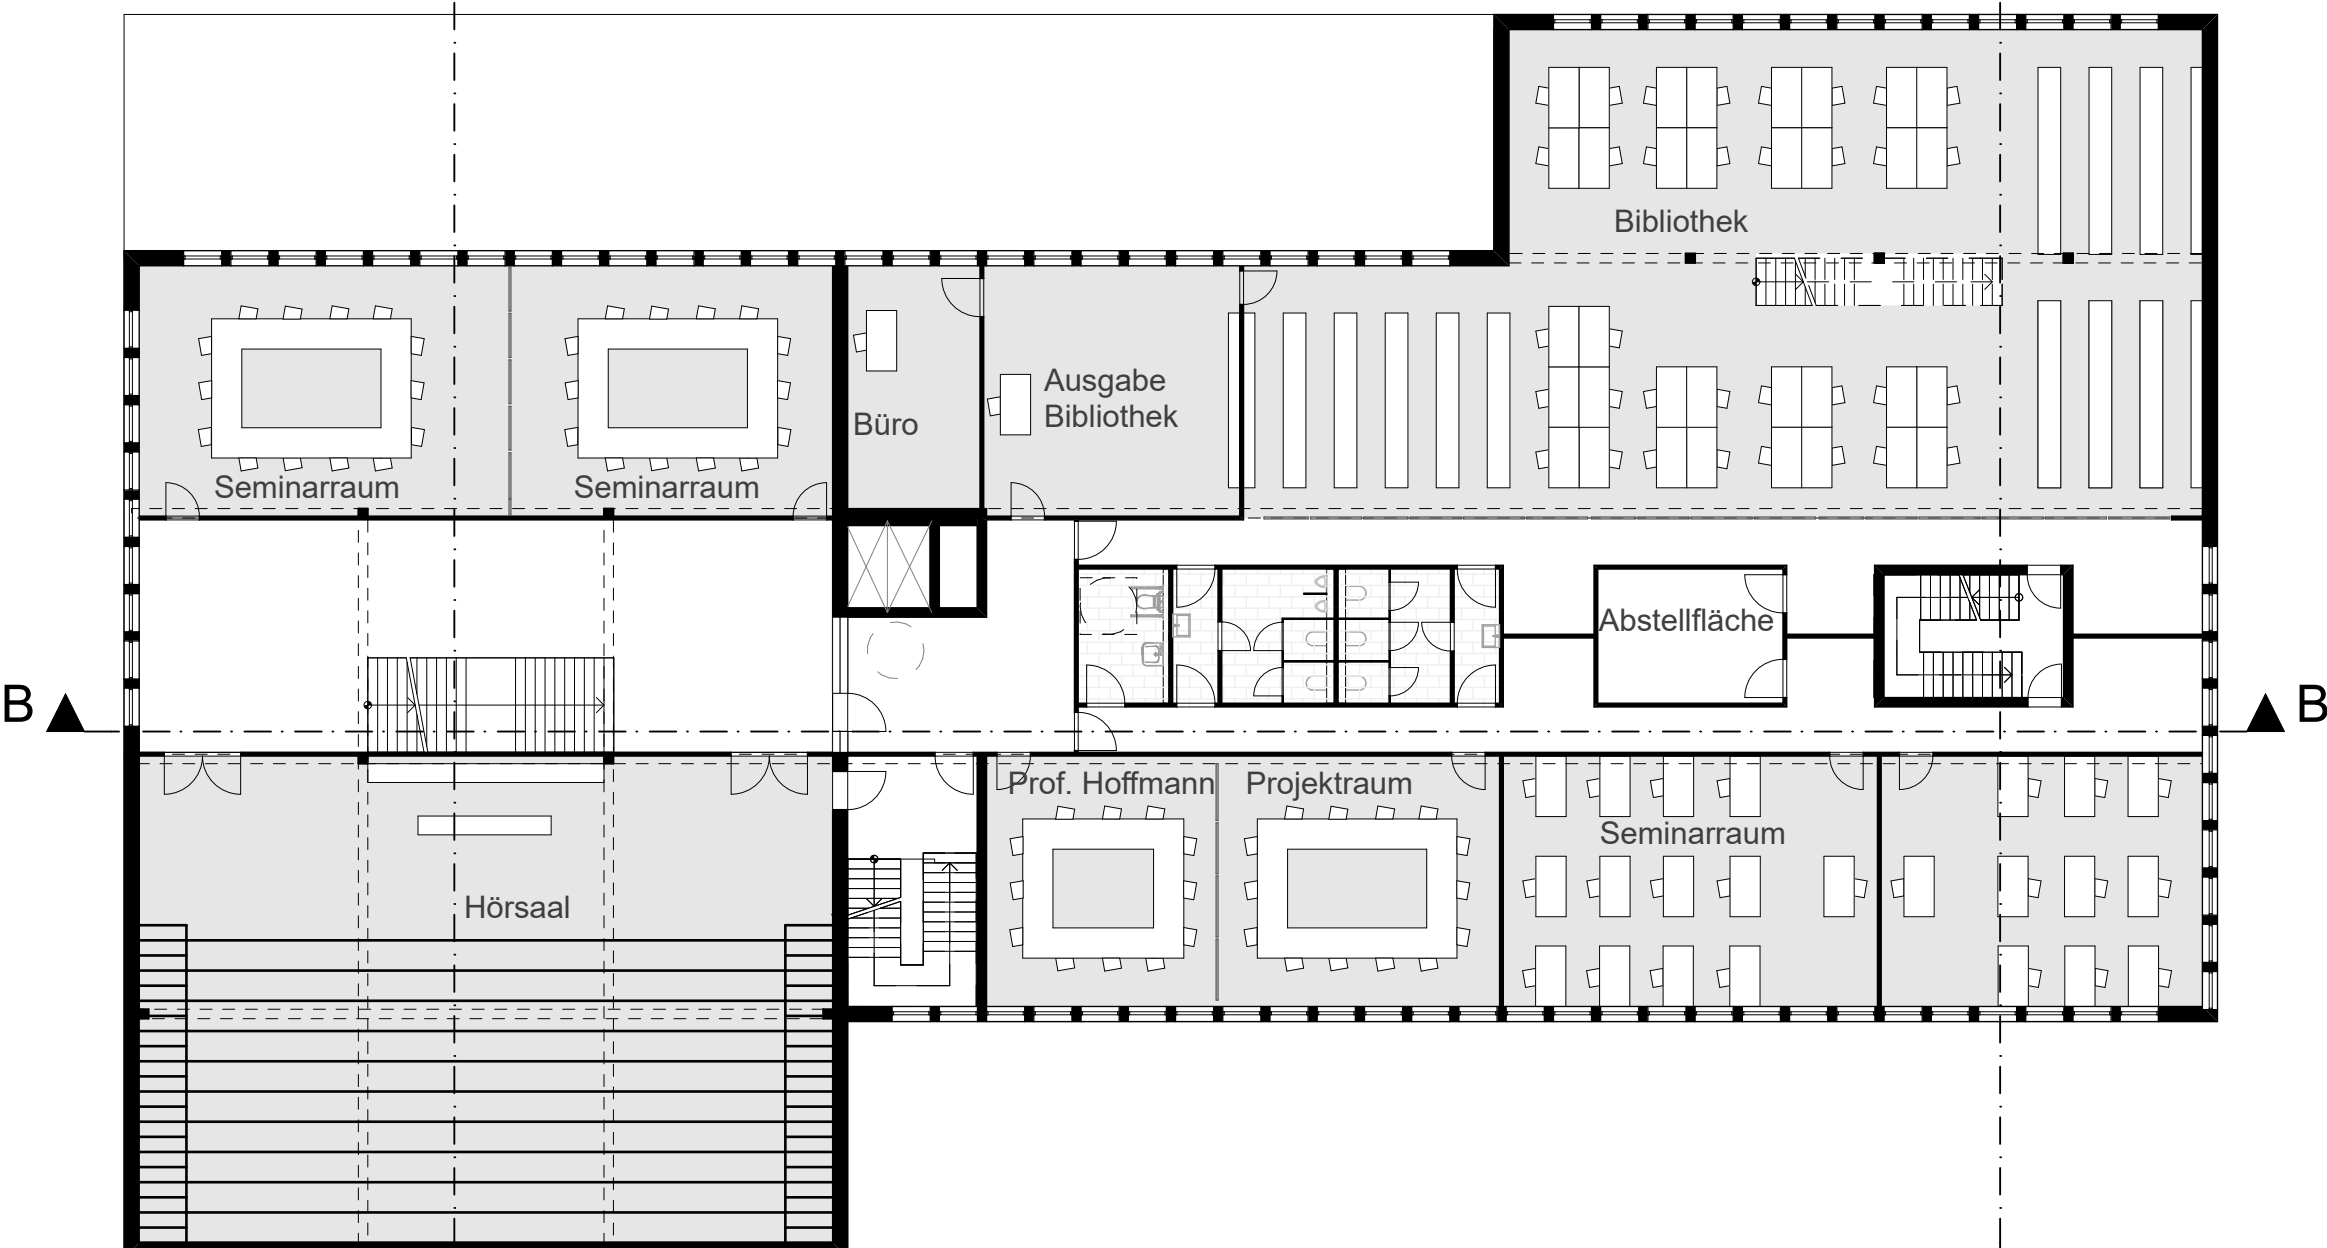 Bibliothek
Ausgabe
Bibliothek
Büro
Seminarraum
Seminarraum
Abstellfläche
B
B
Prof. Hoffmann
Projektraum
Seminarraum
Hörsaal